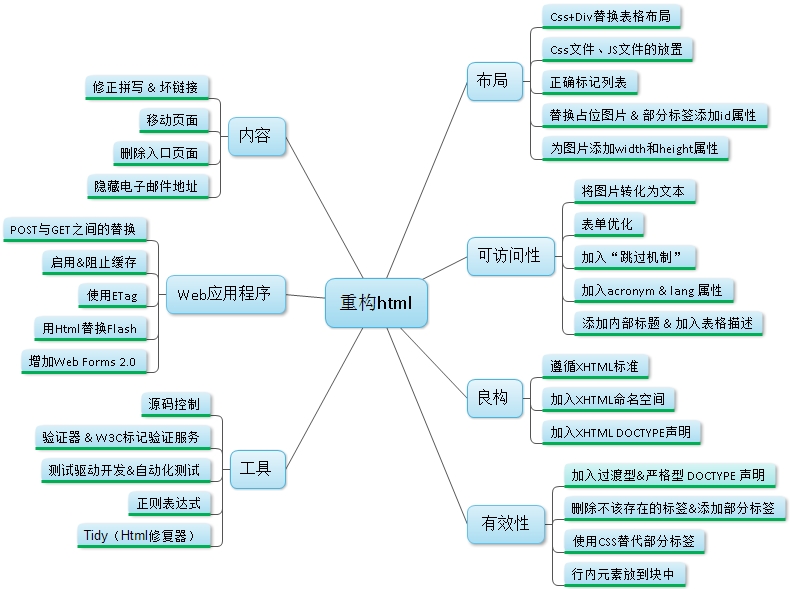 重构html
布局
Css+Div替换表格布局
Css文件、JS文件的放置
正确标记列表
替换占位图片 & 部分标签添加id属性
为图片添加width和height属性
可访问性
将图片转化为文本
表单优化
加入“跳过机制”
加入acronym & lang 属性
添加内部标题 & 加入表格描述
良构
遵循XHTML标准
加入XHTML命名空间
加入XHTML DOCTYPE声明
有效性
加入过渡型&严格型 DOCTYPE 声明
删除不该存在的标签&添加部分标签
使用CSS替代部分标签
行内元素放到块中
内容
修正拼写 & 坏链接
移动页面
删除入口页面
隐藏电子邮件地址
Web应用程序
POST与GET之间的替换
启用&阻止缓存
使用ETag
用Html替换Flash
增加Web Forms 2.0
工具
源码控制
验证器 & W3C标记验证服务
测试驱动开发&自动化测试
正则表达式
Tidy（Html修复器）